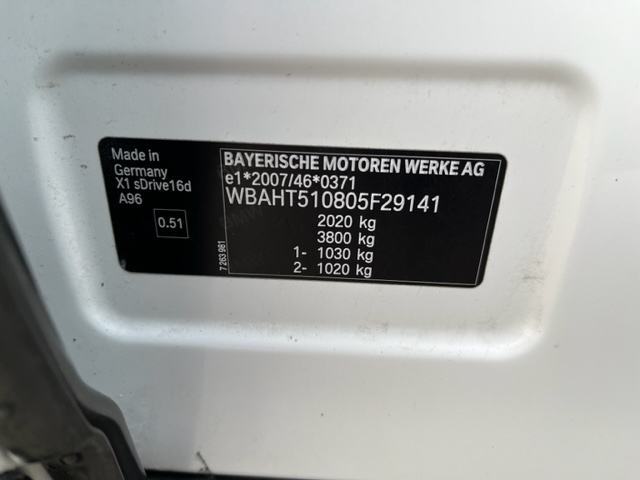 Made in
Germany
X1 sDrive16d
A96
0.51
7 263 961
BAYERISCHE MOTOREN WERKE AG
e1*2007/46*0371
WBAHT510805F29141
2020 kg
3800 kg
1- 1030 kg
2- 1020 kg